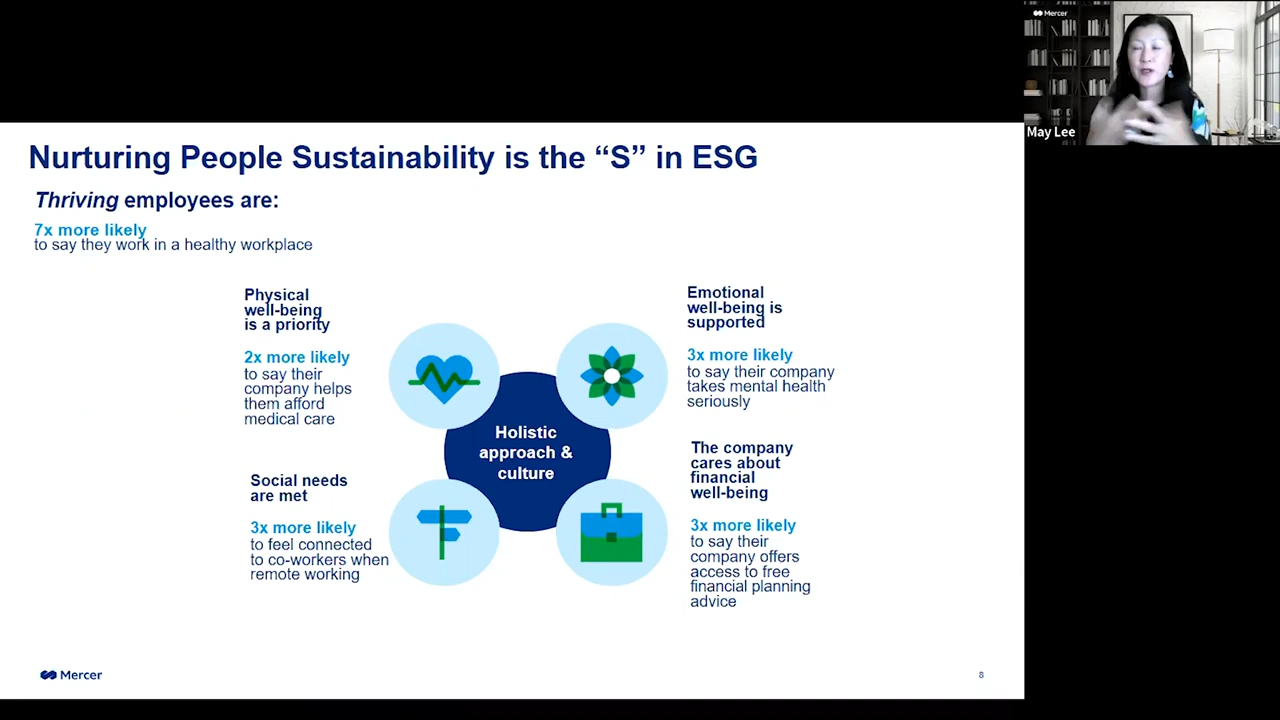 Mercer
May Lee
Nurturing People Sustainability is the “S” in ESG
Thriving employees are:
7x more likely
to say they work in a healthy workplace
Physical
well-being
is a priority
2x more likely
to say their
company helps
them afford
medical care
Emotional
well-being is
supported
3x more likely
to say their company
takes mental health
seriously
Holistic
approach &
culture
Social needs
are met
3x more likely
to feel connected
to co-workers when
remote working
The company
cares about
financial
well-being
3x more likely
to say their
company offers
access to free
financial planning
advice
Mercer
8